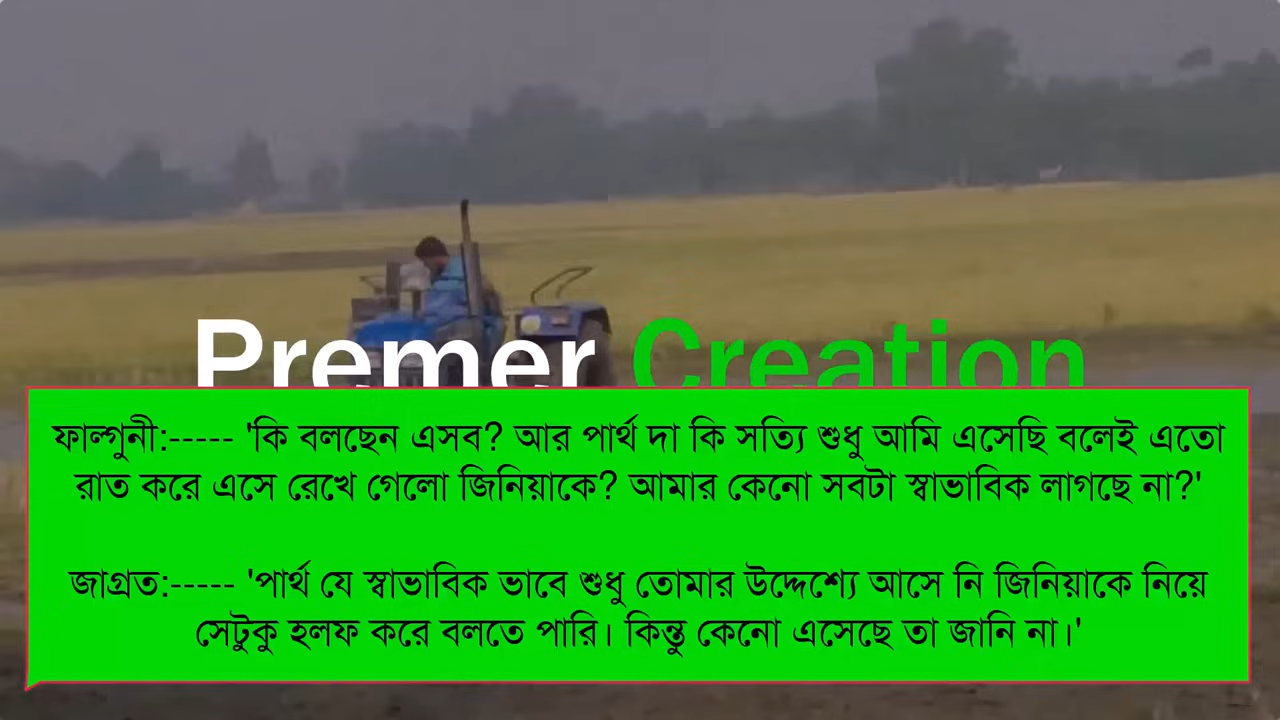 Premer Creation
ফাল্গুনী:----- 'কি বলছেন এসব? আর পার্থ দা কি সত্যি শুধু আমি এসেছি বলেই এতো
রাত করে এসে রেখে গেলো জিনিয়াকে? আমার কেনো সবটা স্বাভাবিক লাগছে না?'
জাগ্রত:----- 'পার্থ যে স্বাভাবিক ভাবে শুধু তোমার উদ্দেশ্যে আসে নি জিনিয়াকে নিয়ে
সেটুকু হলফ করে বলতে পারি। কিন্তু কেনো এসেছে তা জানি না।'